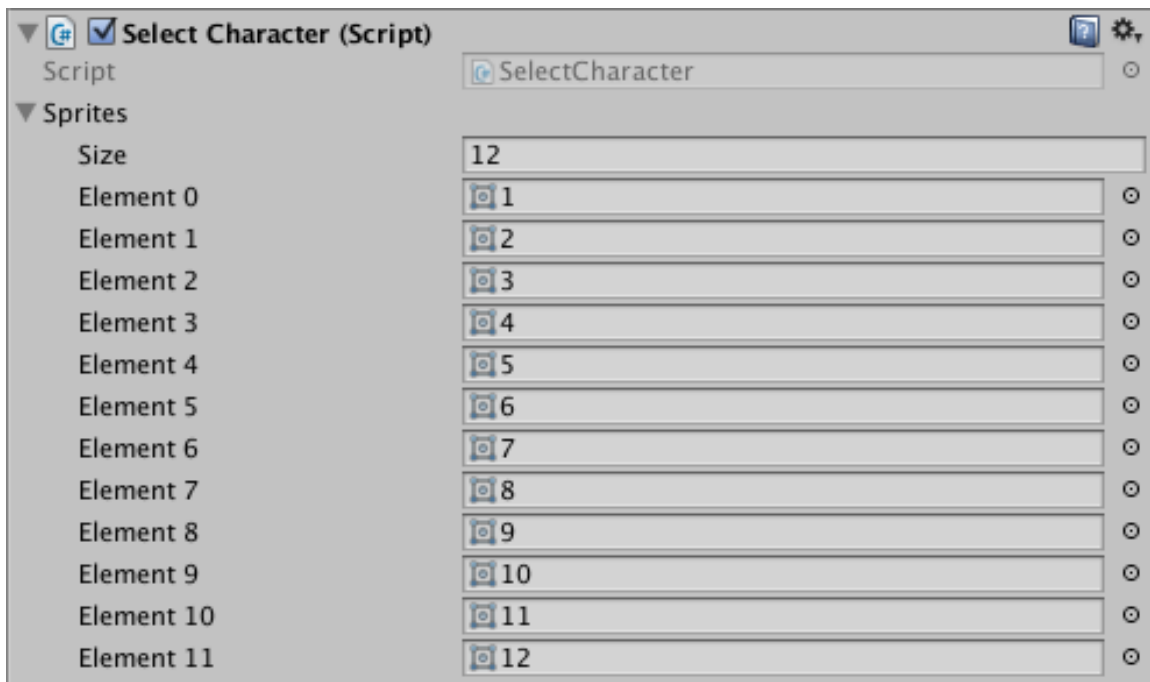 Select Character (Script)
Script SelectCharacter
Sprites
Size 12
Element 0 1
Element 1 2
Element 2 3
Element 3 4
Element 4 5
Element 5 6
Element 6 7
Element 7 8
Element 8 9
Element 9 10
Element 10 11
Element 11 12